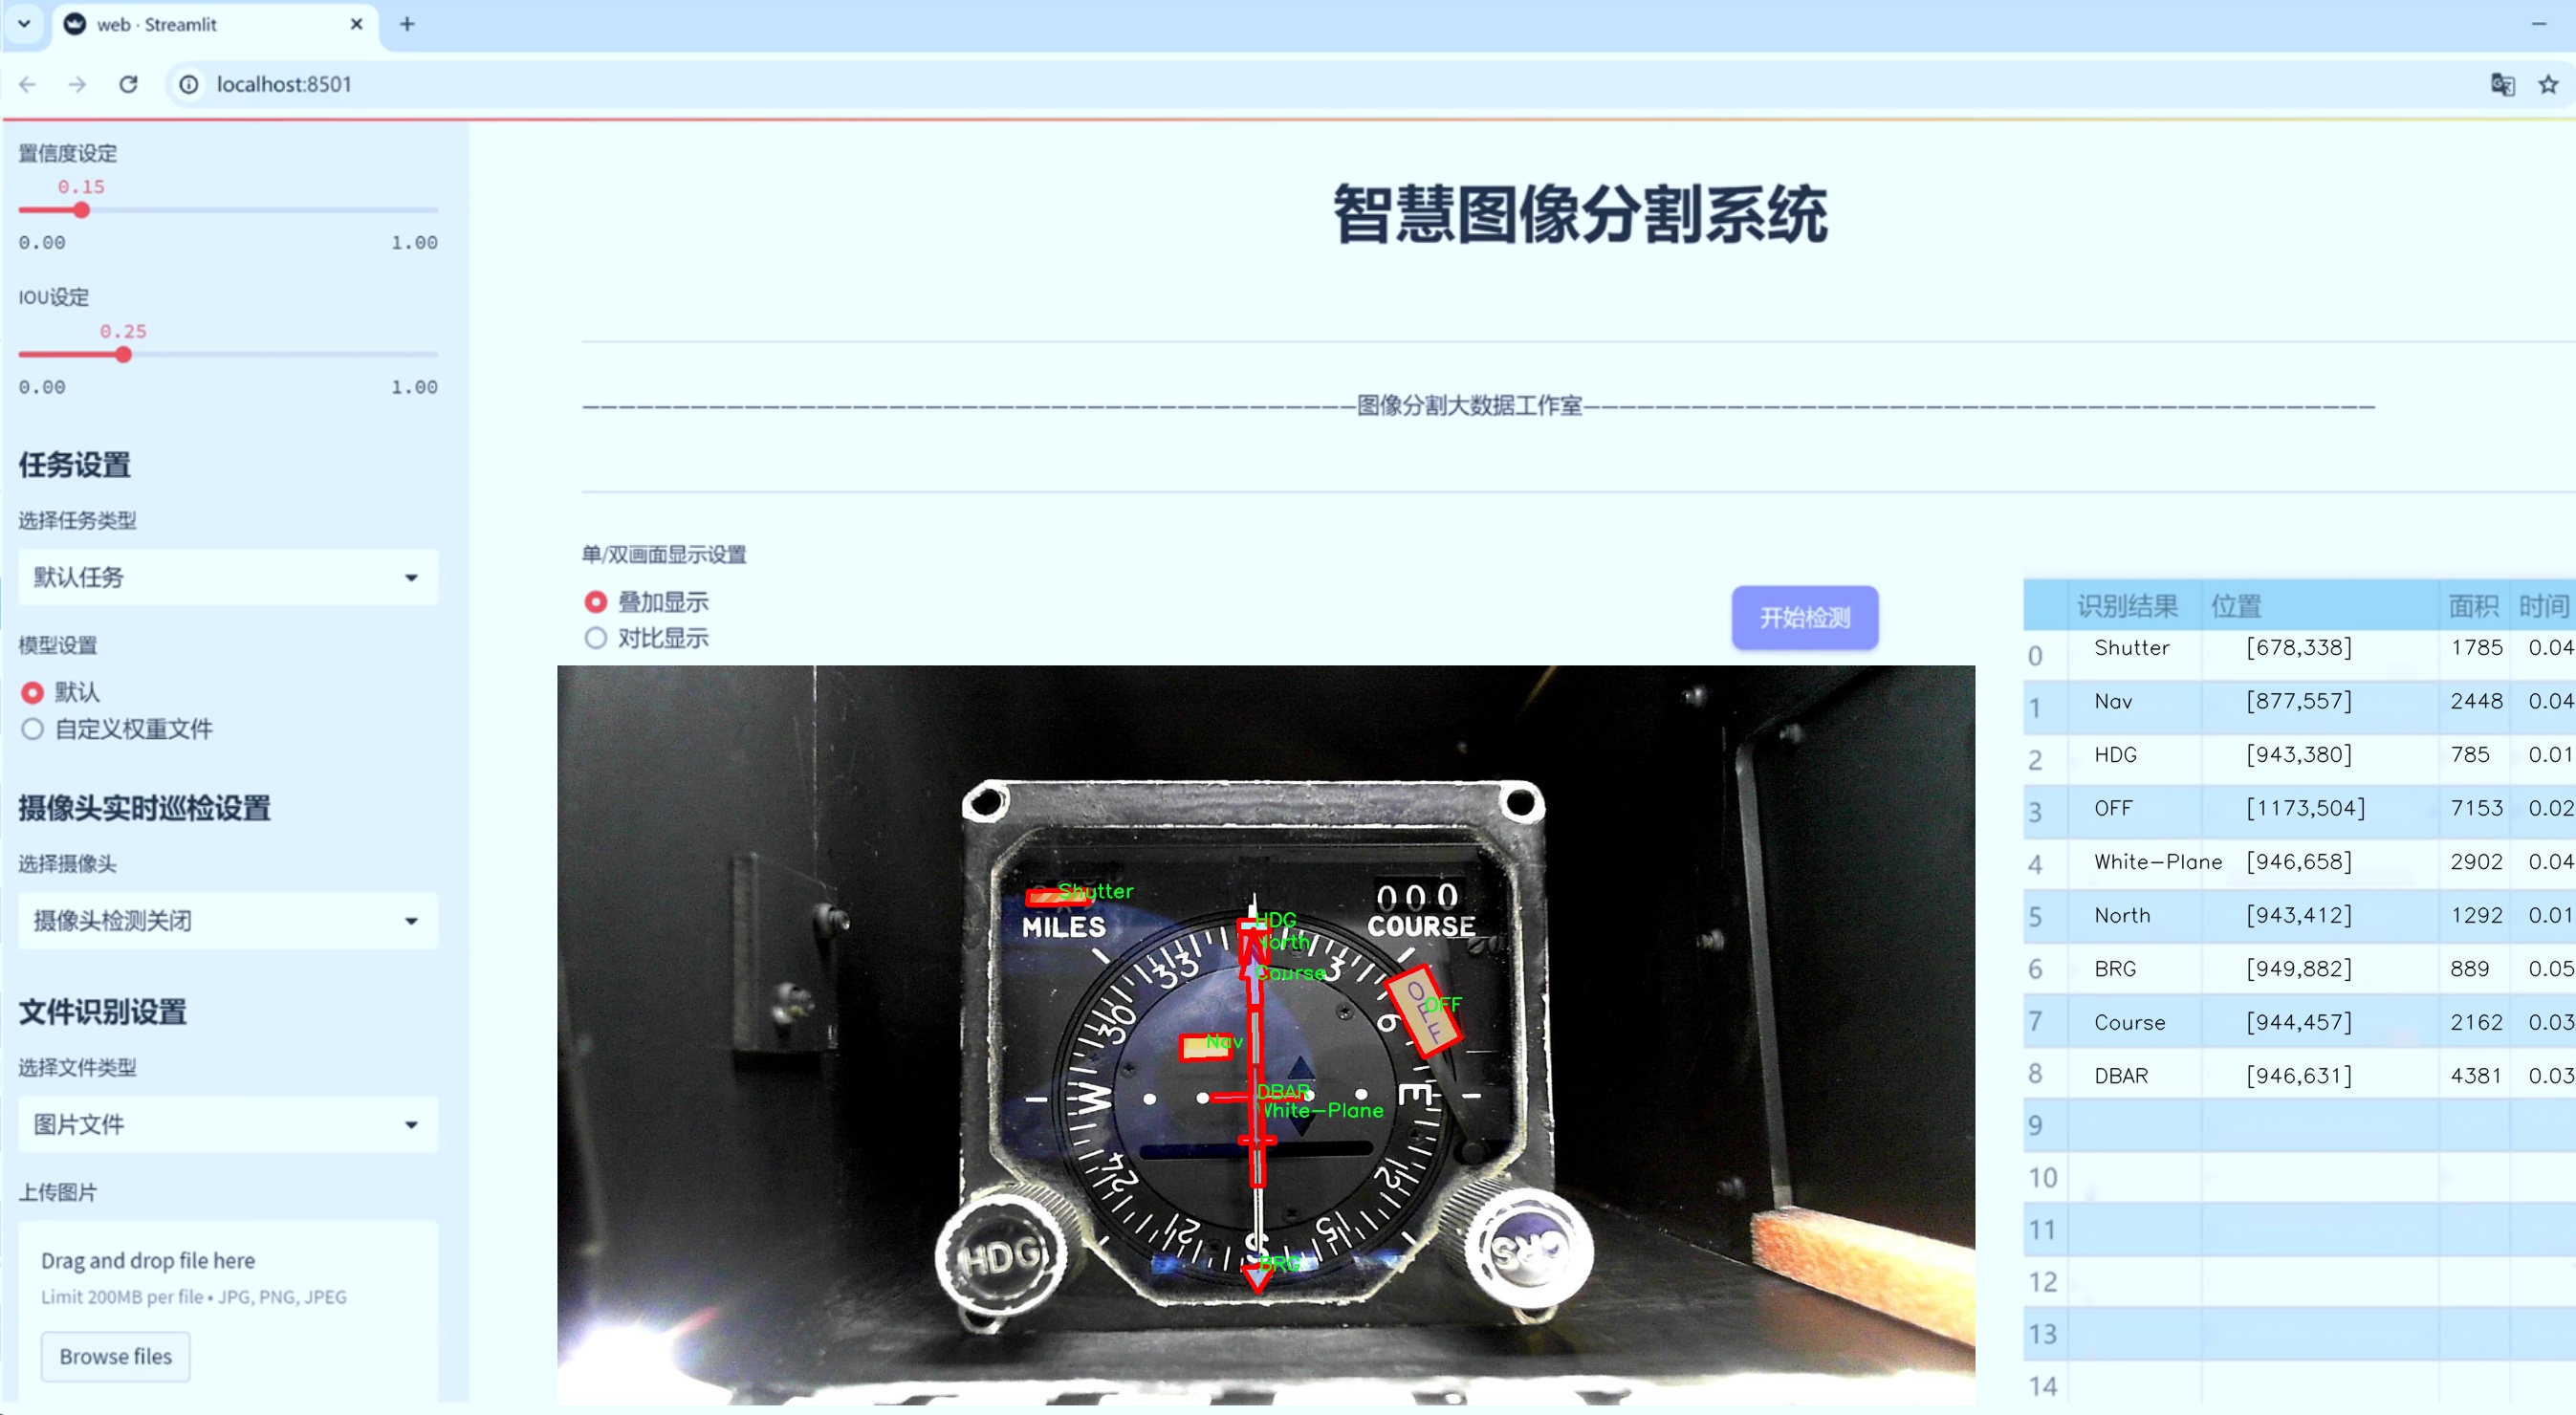 web · Streamlit
localhost:8501
置信度设定
0.15
0.00 1.00
IOU设定
0.25
0.00 1.00
任务设置
选择任务类型
默认任务
模型设置
默认
自定义权重文件
摄像头实时巡检设置
选择摄像头
摄像头检测关闭
文件识别设置
选择文件类型
图片文件
上传图片
Drag and drop file here
Limit 200MB per file • JPG, PNG, JPEG
Browse files
智慧图像分割系统
图像分割大数据工作室
单/双画面显示设置
叠加显示
对比显示
开始检测
Shutter
MILES
000
COURSE
HDG
North
Course
33
3
30
6
OFF
OFF
Nav
W
E
DBAR
White-Plane
24
12
21
S
15
BRG
HDG
CRS
识别结果 位置 面积 时间
0 Shutter [678,338] 1785 0.04
1 Nav [877,557] 2448 0.04
2 HDG [943,380] 785 0.01
3 OFF [1173,504] 7153 0.02
4 White-Plane [946,658] 2902 0.04
5 North [943,412] 1292 0.01
6 BRG [949,882] 889 0.05
7 Course [944,457] 2162 0.03
8 DBAR [946,631] 4381 0.03
9
10
11
12
13
14